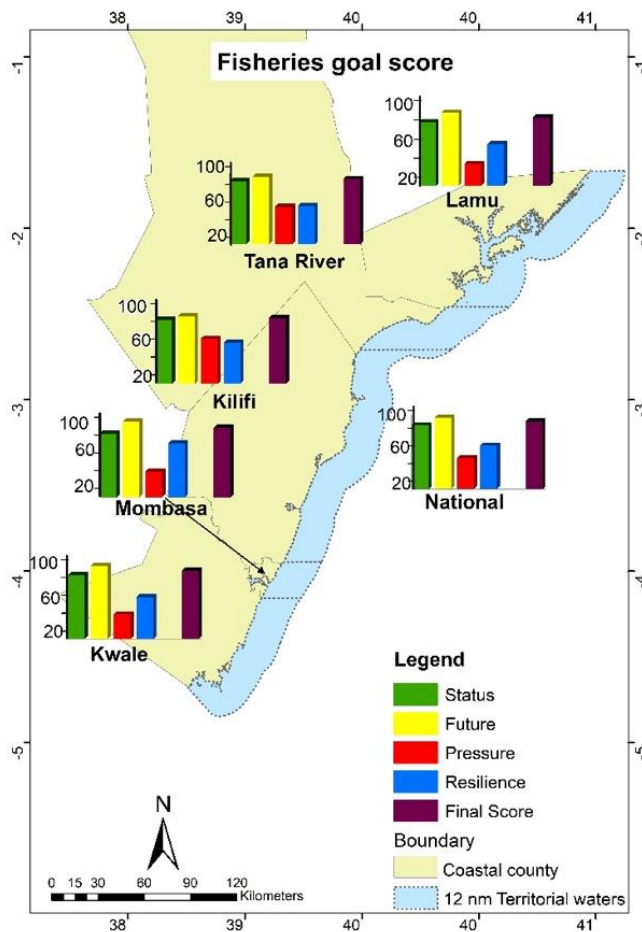 38 39 40 40 41
Fisheries goal score
-1
-2
-3
-4
-5
100
60
20
Lamu
100
60
20
Tana River
100
60
20
Kilifi
100
60
20
Mombasa
100
60
20
National
100
60
20
Kwale
Legend
Status
Future
Pressure
Resilience
Final Score
Boundary
Coastal county
12 nm Territorial waters
N
0 15 30 60 90 120
Kilometers
-1
-2
-3
-4
-5
38 39 40 40 41